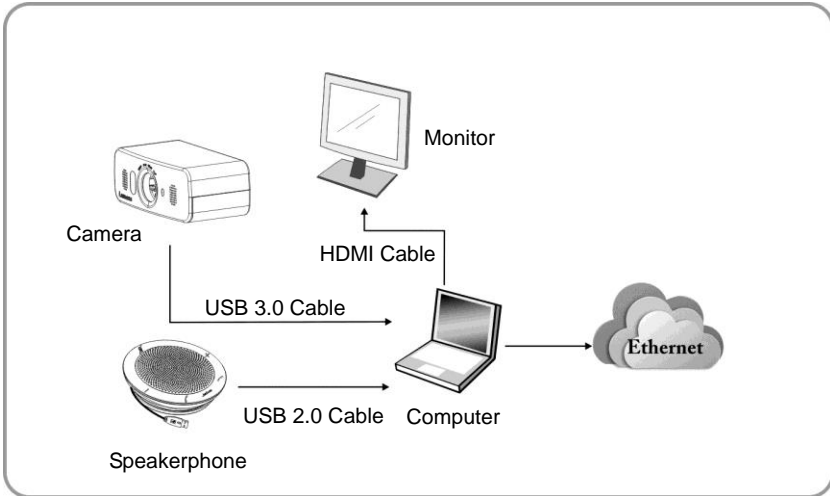 Monitor
Camera
HDMI Cable
USB 3.0 Cable
Ethernet
USB 2.0 Cable
Computer
Speakerphone